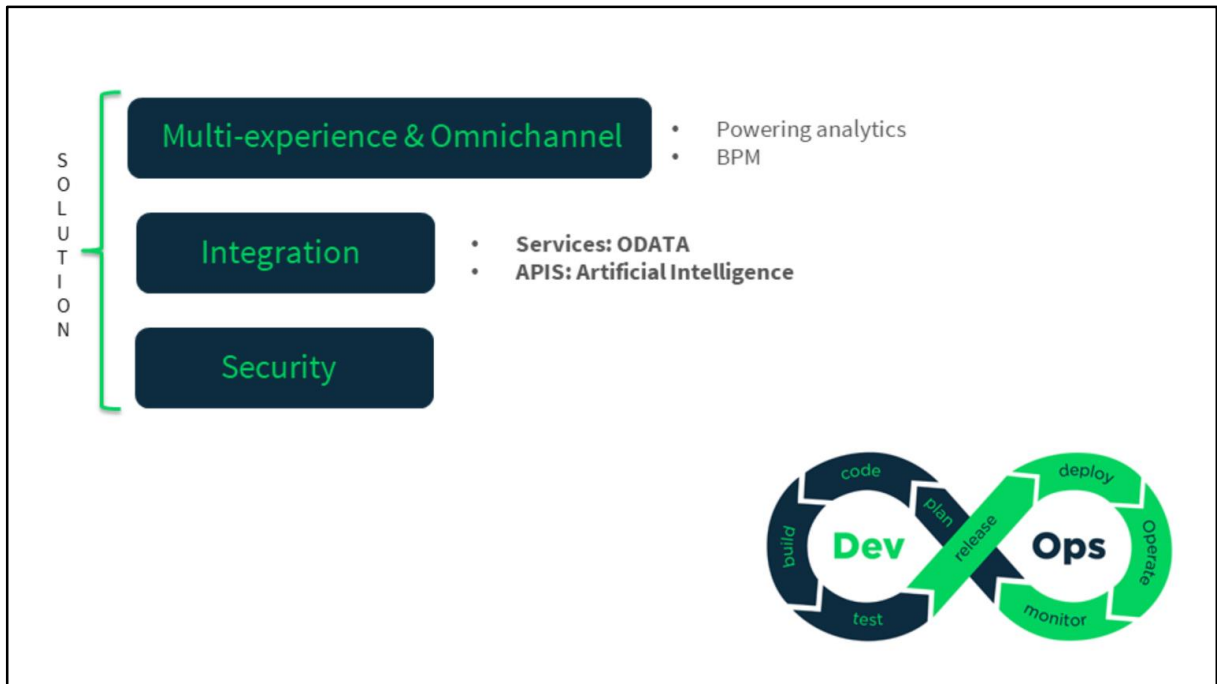 SOLUTION
Multi-experience & Omnichannel
• Powering analytics
• BPM
Integration
• Services: ODATA
• APIS: Artificial Intelligence
Security
code
build
test
plan
release
deploy
Operate
monitor
Dev
Ops